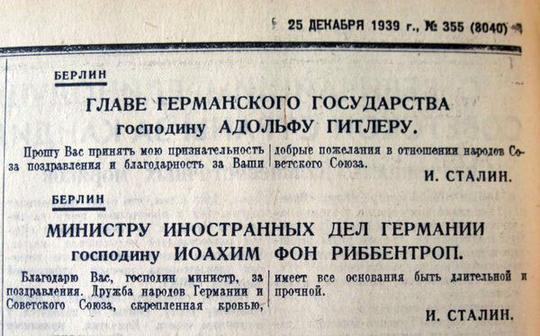 25 ДЕКАБРЯ 1939 г., № 355 (8040)
БЕРЛИН
ГЛАВЕ ГЕРМАНСКОГО ГОСУДАРСТВА
господину АДОЛЬФУ ГИТЛЕРУ.
Прошу Вас принять мою признательность
за поздравления и благодарность за Ваши
добрые пожелания в отношении народов Со-
ветского Союза.
И. СТАЛИН.
БЕРЛИН
МИНИСТРУ ИНОСТРАННЫХ ДЕЛ ГЕРМАНИИ
господину ИОАХИМ ФОН РИББЕНТРОП.
Благодарю Вас, господин министр, за
поздравления. Дружба народов Германии и
Советского Союза, скрепленная кровью,
имеет все основания быть длительной и
прочной.
И. СТАЛИН.